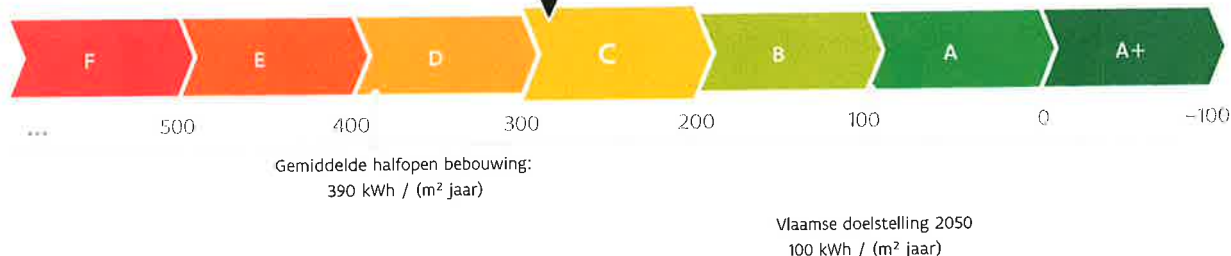 F E D C B A A+
... 500 400 300 200 100 0 -100
Gemiddelde halfopen bebouwing:
390 kWh / (m² jaar)
Vlaamse doelstelling 2050
100 kWh / (m² jaar)